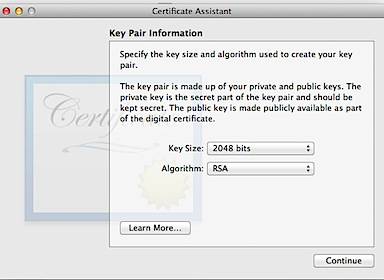 Certificate Assistant
Key Pair Information
Specify the key size and algorithm used to create your key
pair.
The key pair is made up of your private and public keys. The
private key is the secret part of the key pair and should be
kept secret. The public key is made publicly available as part
of the digital certificate.
Key Size: 2048 bits
Algorithm: RSA
Learn More...
Continue